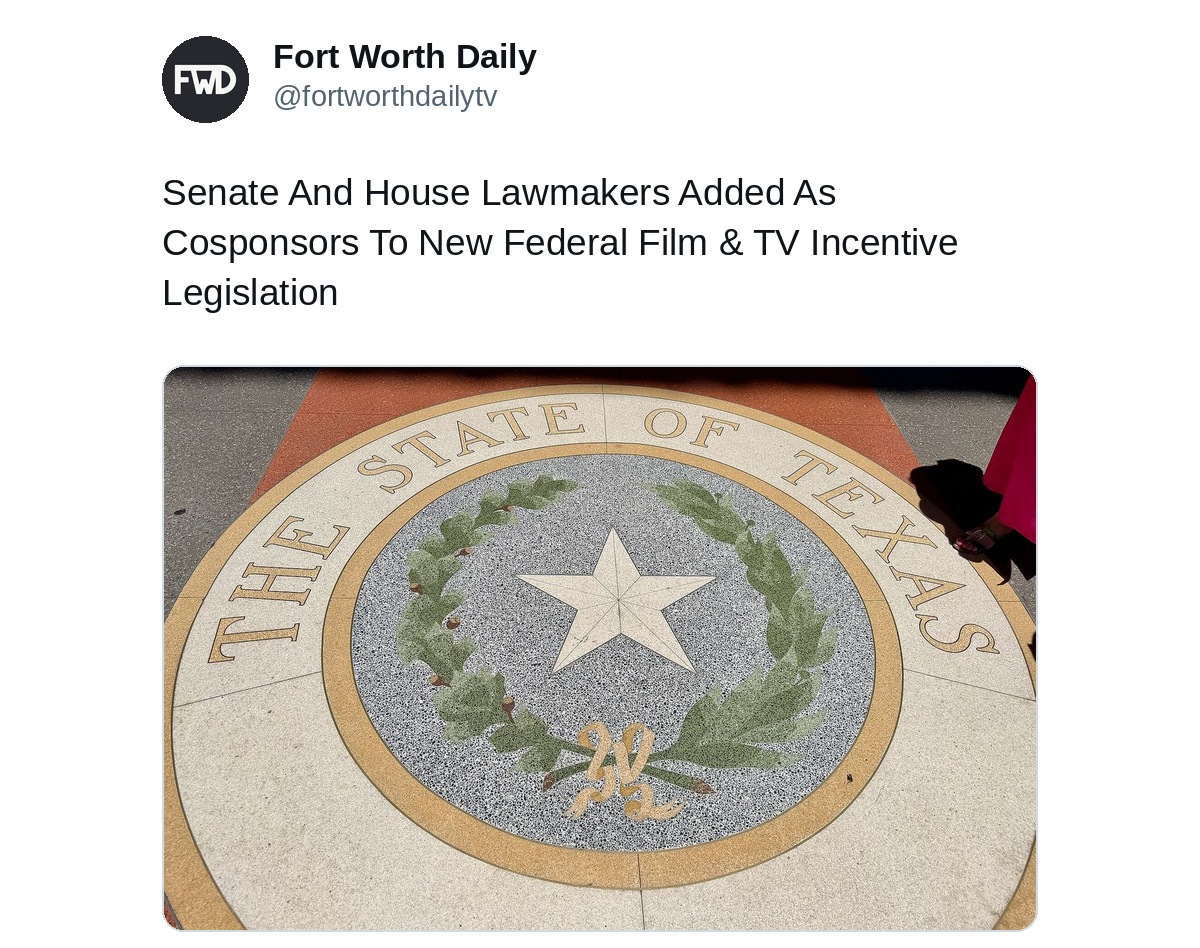 FWD
Fort Worth Daily
@fortworthdailytv
Senate And House Lawmakers Added As
Cosponsors To New Federal Film & TV Incentive
Legislation
THE STATE OF TEXAS